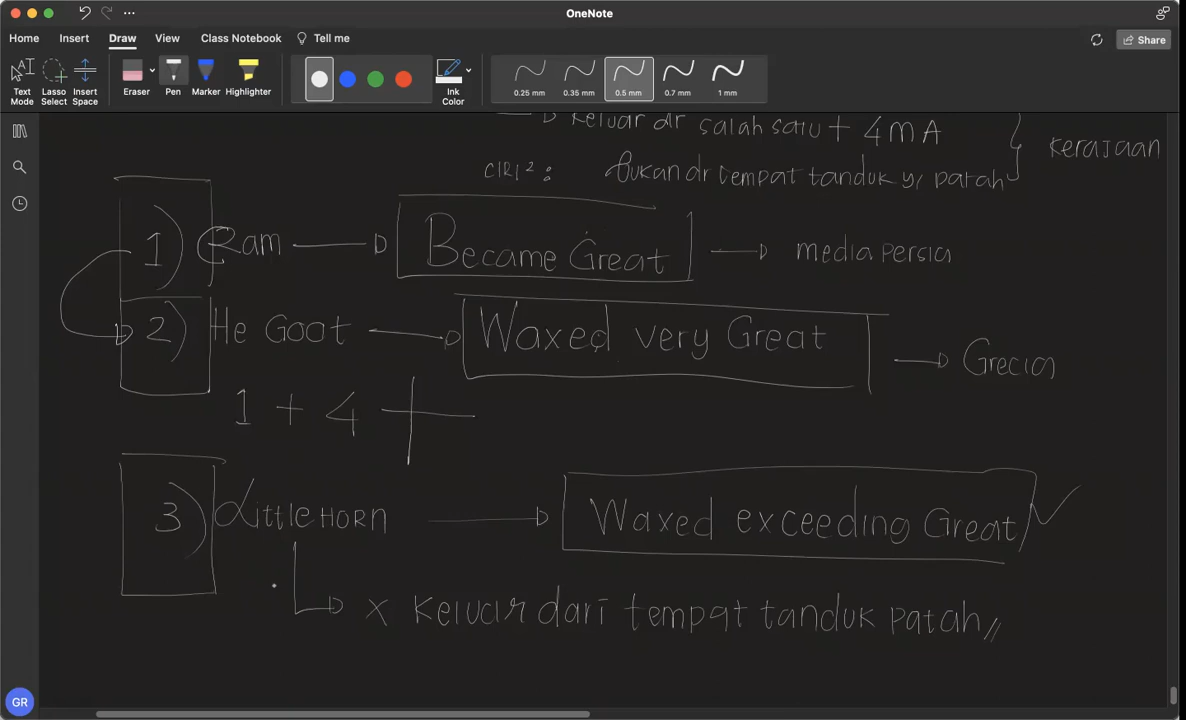 OneNote
Home Insert Draw View Class Notebook Tell me Share
Text Mode Lasso Select Insert Space Eraser Pen Marker Highlighter Ink Color 0.25 mm 0.35 mm 0.5 mm 0.7 mm 1 mm
Keluar dr salah satu + 4 m A
kerajaan
CIRI²: Bukan dr tempat tanduk yg patah
1) Ram Became Great media persia
2) He Goat Waxed very Great Grecia
1 + 4
3) Little HORN Waxed exceeding Great
x Keluar dari tempat tanduk patah //
GR